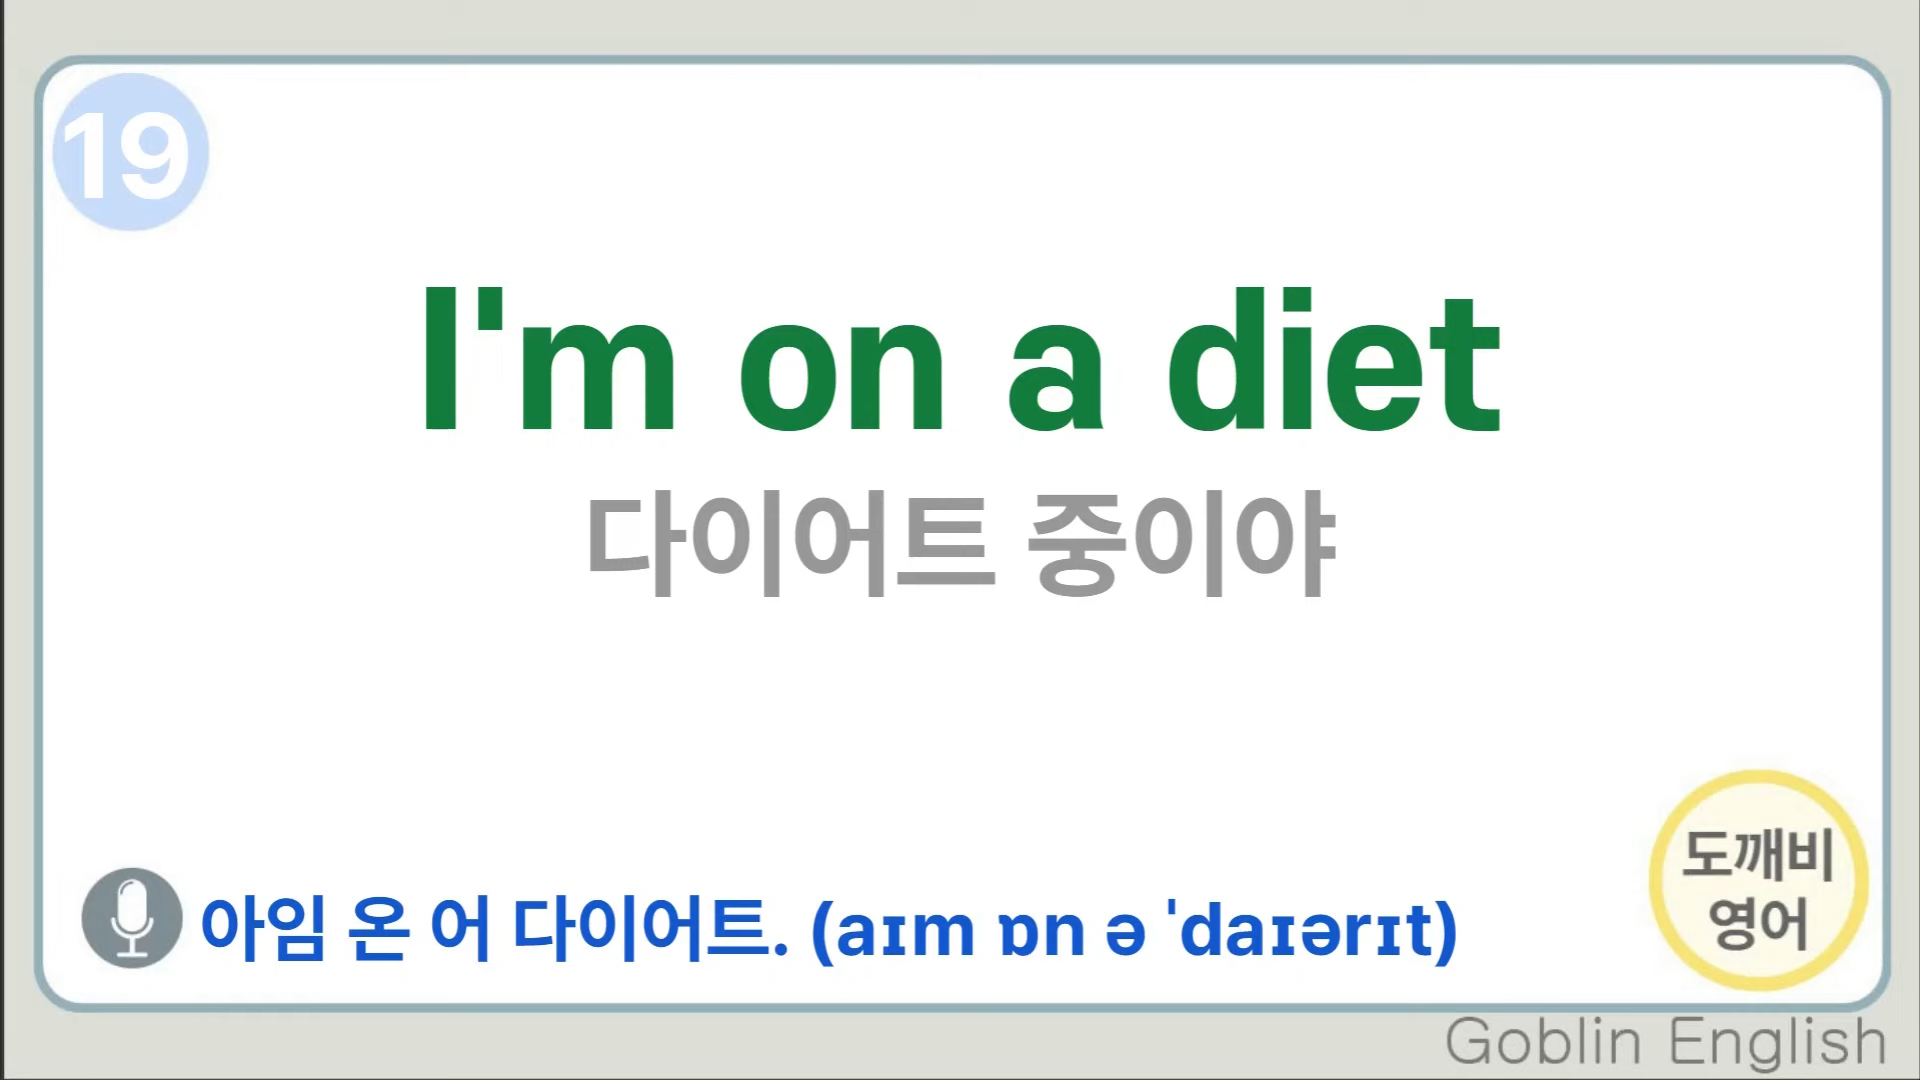 19
I'm on a diet
다이어트 중이야
아임 온 어 다이어트. (aɪm ɒn ə ˈdaɪərɪt)
도깨비
영어
Goblin English